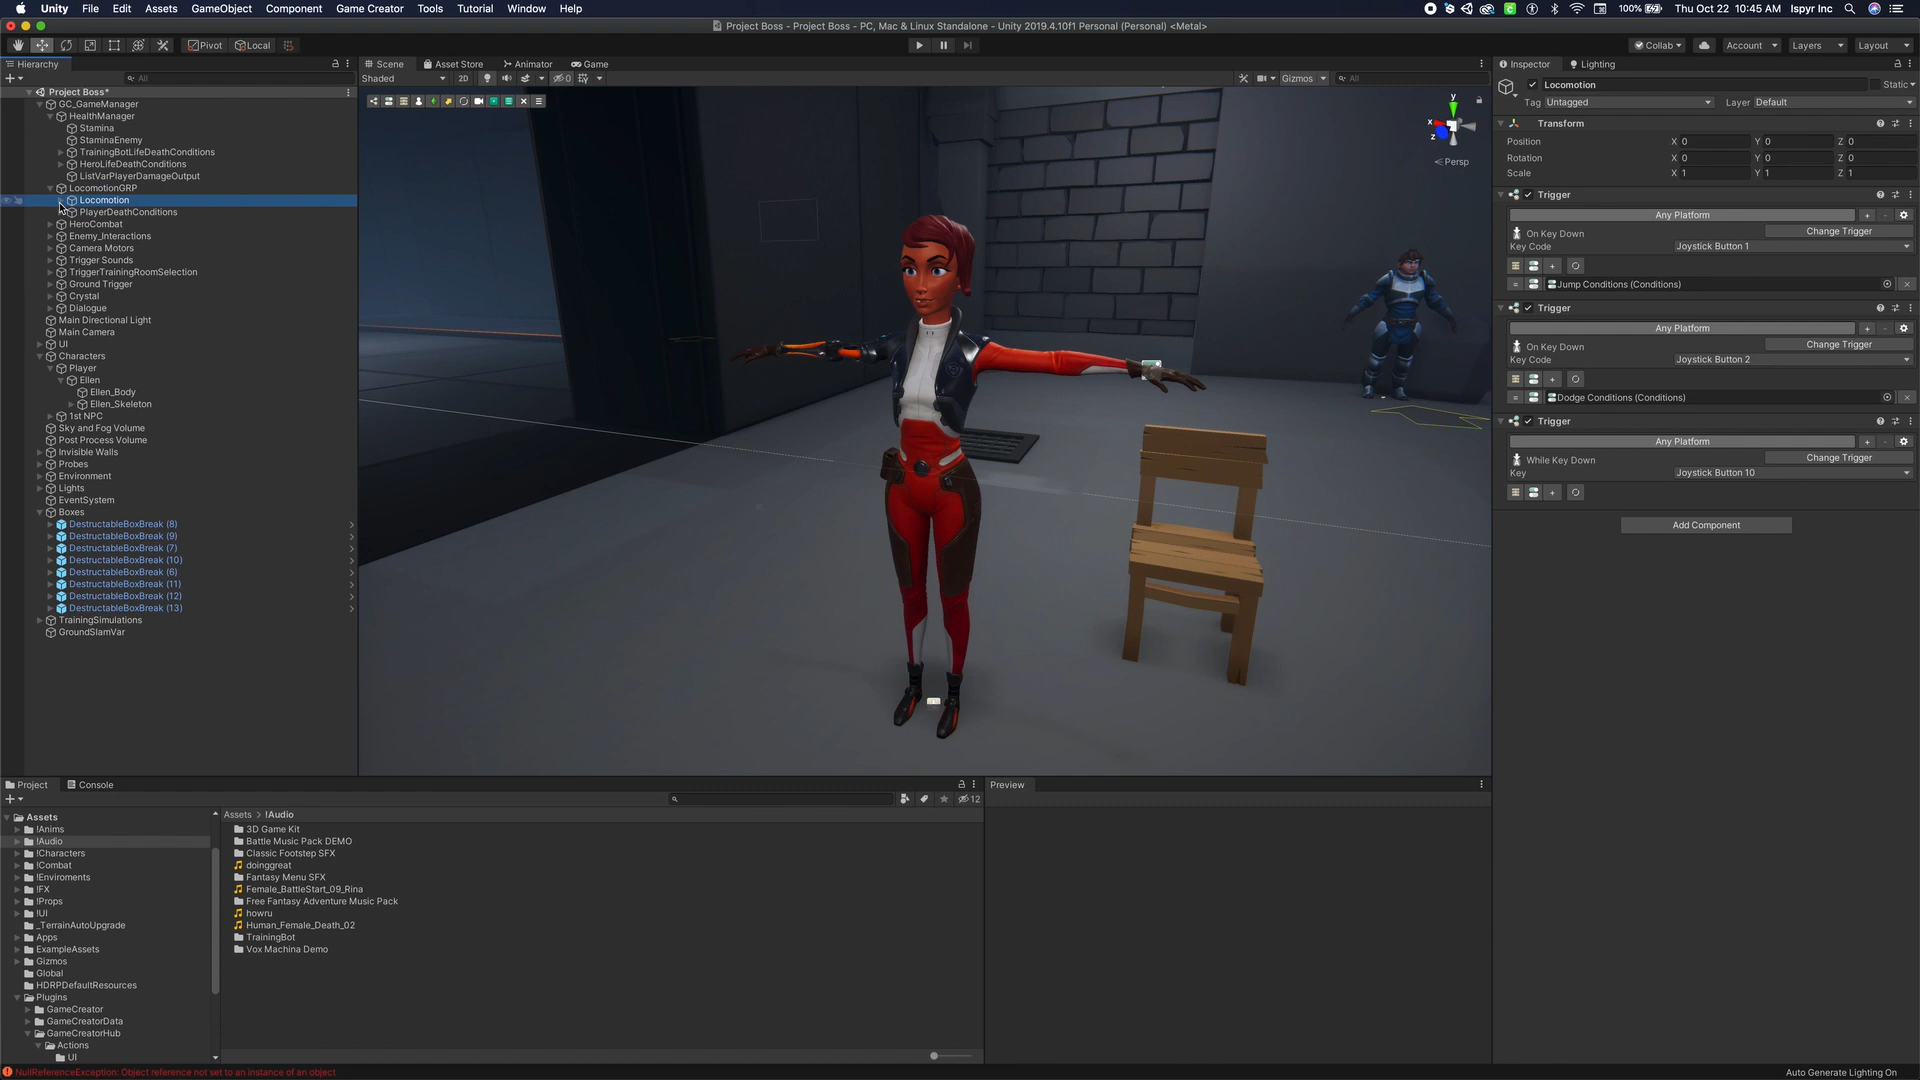 Unity File Edit Assets GameObject Component Game Creator Tools Tutorial Window Help 100% Thu Oct 22 10:45 AM Ispyr Inc
Project Boss - Project Boss - PC, Mac & Linux Standalone - Unity 2019.4.10f1 Personal (Personal) <Metal>
Pivot Local Collab Account Layers Layout
Hierarchy Scene Asset Store Animator Game Inspector Lighting
All Shaded 2D 0 Gizmos All
Project Boss*
GC_GameManager
HealthManager
Stamina
StaminaEnemy
TrainingBotLifeDeathConditions
HeroLifeDeathConditions
ListVarPlayerDamageOutput
LocomotionGRP
Locomotion
PlayerDeathConditions
HeroCombat
Enemy_Interactions
Camera Motors
Trigger Sounds
TriggerTrainingRoomSelection
Ground Trigger
Crystal
Dialogue
Main Directional Light
Main Camera
UI
Characters
Player
Ellen
Ellen_Body
Ellen_Skeleton
1st NPC
Sky and Fog Volume
Post Process Volume
Invisible Walls
Probes
Environment
Lights
EventSystem
Boxes
DestructableBoxBreak (8)
DestructableBoxBreak (9)
DestructableBoxBreak (7)
DestructableBoxBreak (10)
DestructableBoxBreak (6)
DestructableBoxBreak (11)
DestructableBoxBreak (12)
DestructableBoxBreak (13)
TrainingSimulations
GroundSlamVar
y
x
z
Persp
Locomotion Static
Tag Untagged Layer Default
Transform
Position X 0 Y 0 Z 0
Rotation X 0 Y 0 Z 0
Scale X 1 Y 1 Z 1
Trigger
Any Platform
On Key Down Change Trigger
Key Code Joystick Button 1
Jump Conditions (Conditions)
Trigger
Any Platform
On Key Down Change Trigger
Key Code Joystick Button 2
Dodge Conditions (Conditions)
Trigger
Any Platform
While Key Down Change Trigger
Key Joystick Button 10
Add Component
Project Console Preview
12
Assets
!Anims
!Audio
!Characters
!Combat
!Enviroments
!FX
!Props
!UI
_TerrainAutoUpgrade
Apps
ExampleAssets
Gizmos
Global
HDRPDefaultResources
Plugins
GameCreator
GameCreatorData
GameCreatorHub
Actions
UI
Assets > !Audio
3D Game Kit
Battle Music Pack DEMO
Classic Footstep SFX
doinggreat
Fantasy Menu SFX
Female_BattleStart_09_Rina
Free Fantasy Adventure Music Pack
howru
Human_Female_Death_02
TrainingBot
Vox Machina Demo
NullReferenceException: Object reference not set to an instance of an object
Auto Generate Lighting On